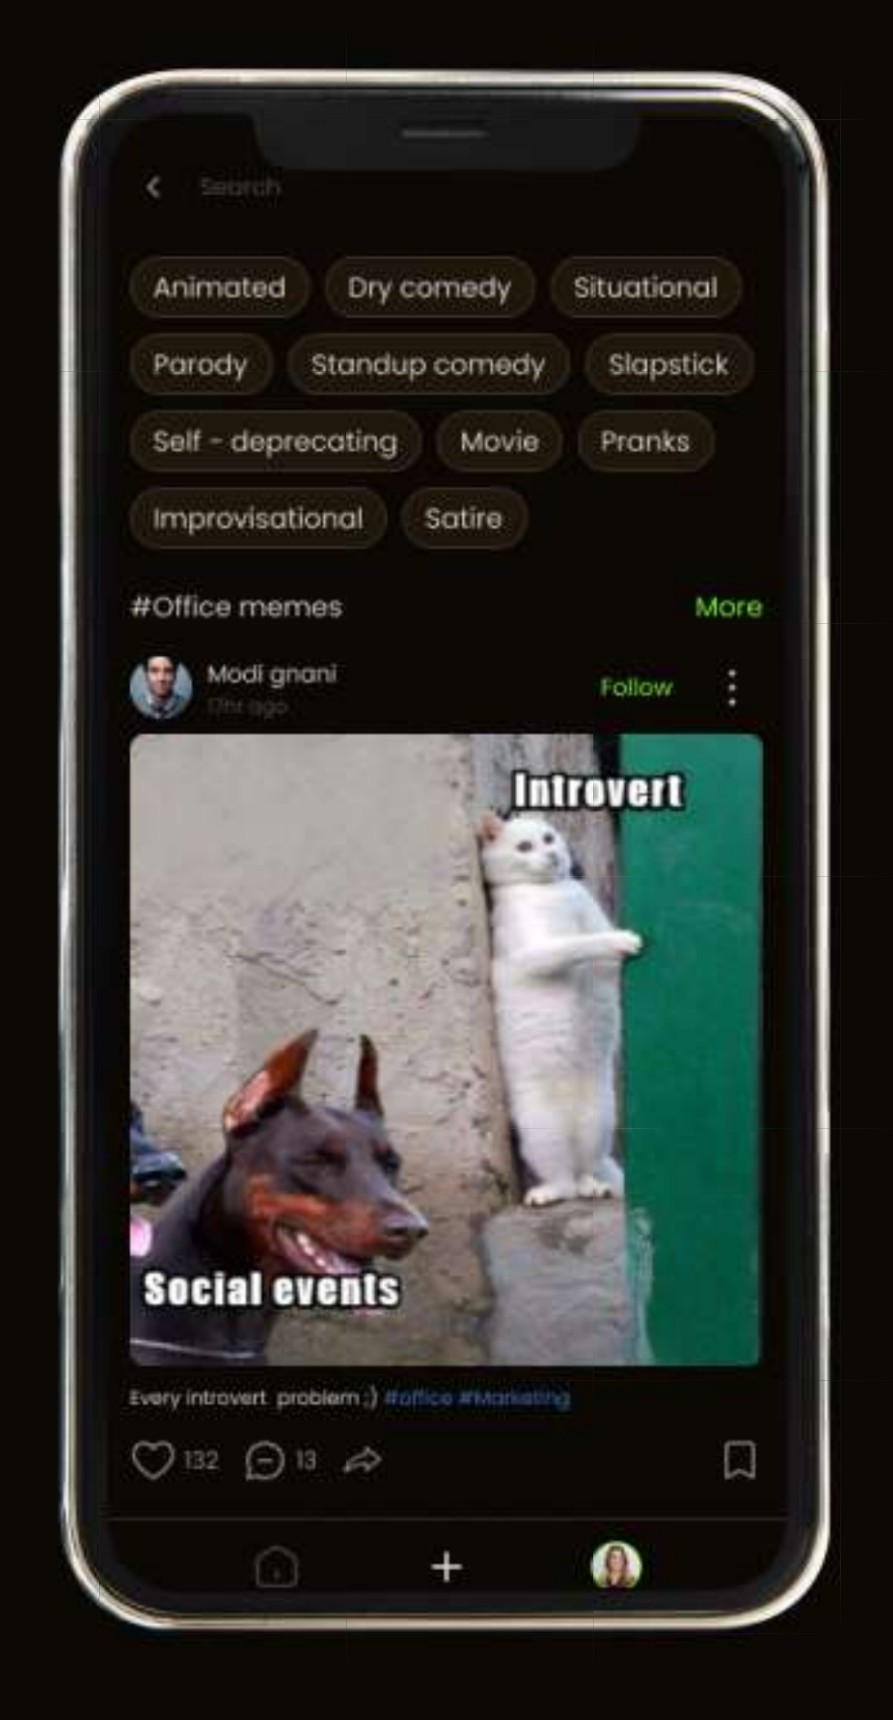 Search
Animated Dry comedy Situational
Parody Standup comedy Slapstick
Self - deprecating Movie Pranks
Improvisational Satire
#Office memes More
Modi gnani
17hr ago
Follow
Introvert
Social events
Every introvert problem ;) #office #Marketing
132 13